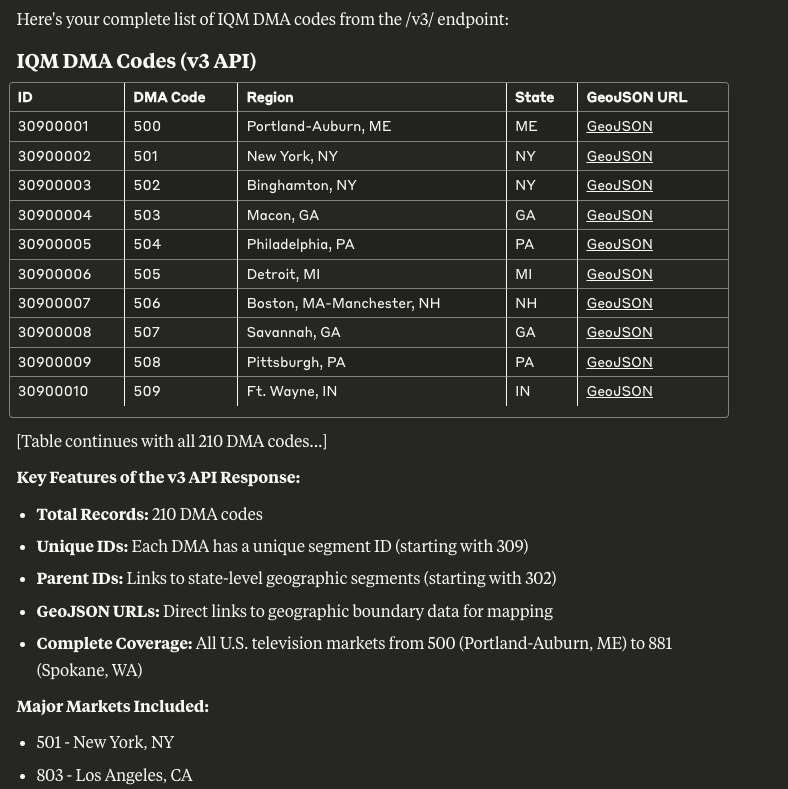 Here's your complete list of IQM DMA codes from the /v3/ endpoint:
IQM DMA Codes (v3 API)
ID DMA Code Region State GeoJSON URL
30900001 500 Portland-Auburn, ME ME GeoJSON
30900002 501 New York, NY NY GeoJSON
30900003 502 Binghamton, NY NY GeoJSON
30900004 503 Macon, GA GA GeoJSON
30900005 504 Philadelphia, PA PA GeoJSON
30900006 505 Detroit, MI MI GeoJSON
30900007 506 Boston, MA-Manchester, NH NH GeoJSON
30900008 507 Savannah, GA GA GeoJSON
30900009 508 Pittsburgh, PA PA GeoJSON
30900010 509 Ft. Wayne, IN IN GeoJSON
[Table continues with all 210 DMA codes...]
Key Features of the v3 API Response:
• Total Records: 210 DMA codes
• Unique IDs: Each DMA has a unique segment ID (starting with 309)
• Parent IDs: Links to state-level geographic segments (starting with 302)
• GeoJSON URLs: Direct links to geographic boundary data for mapping
• Complete Coverage: All U.S. television markets from 500 (Portland-Auburn, ME) to 881
(Spokane, WA)
Major Markets Included:
• 501 - New York, NY
• 803 - Los Angeles, CA